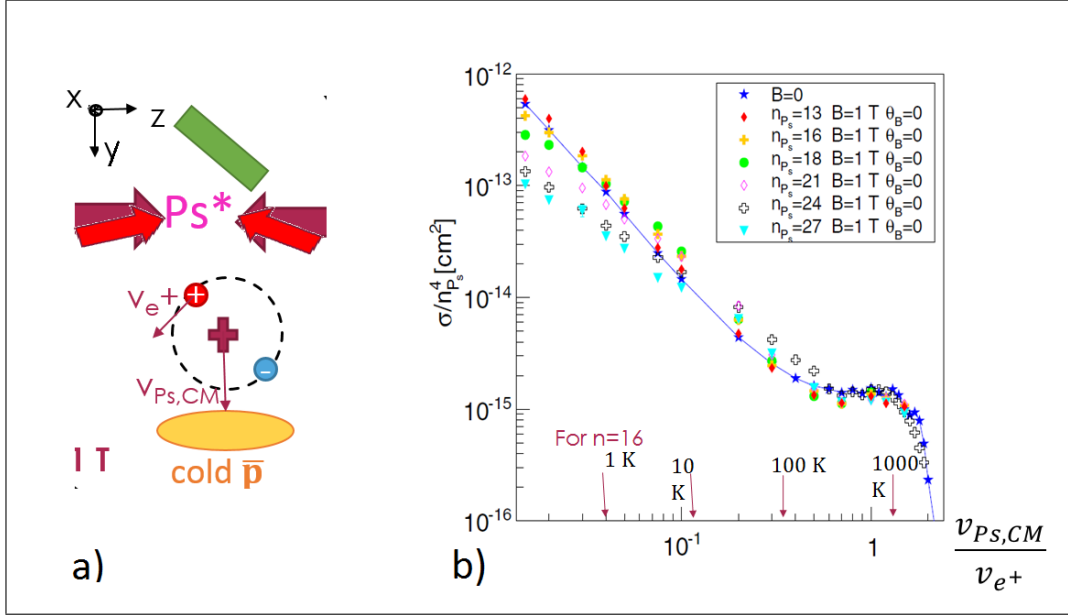 x
z
y
Ps*
v_e+
+
−
v_Ps,CM
1 T
cold p̅
a)
σ/n⁴_Ps [cm²]
10⁻¹²
10⁻¹³
10⁻¹⁴
10⁻¹⁵
10⁻¹⁶
B=0
n_Ps=13 B=1 T θ_B=0
n_Ps=16 B=1 T θ_B=0
n_Ps=18 B=1 T θ_B=0
n_Ps=21 B=1 T θ_B=0
n_Ps=24 B=1 T θ_B=0
n_Ps=27 B=1 T θ_B=0
For n=16
1 K
10
K
100 K
1000
K
10⁻¹
1
v_Ps,CM
v_e+
b)